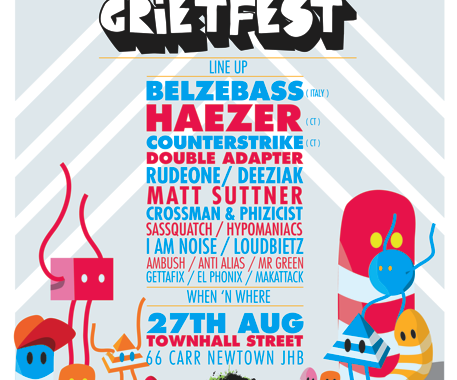 GRiETFEST
LINE UP
BELZEBASS (ITALY)
HAEZER (CT)
COUNTERSTRIKE (CT)
DOUBLE ADAPTER
RUDEONE/ DEEZIAK
MATT SUTTNER
CROSSMAN & PHIZICIST
SASSQUATCH / HYPOMANIACS
I AM NOISE / LOUDBIETZ
AMBUSH / ANTI ALIAS / MR GREEN
GETTAFIX / EL PHONIX / MAKATTACK
WHEN 'N WHERE
27TH AUG
TOWNHALL STREET
66 CARR NEWTOWN JHB